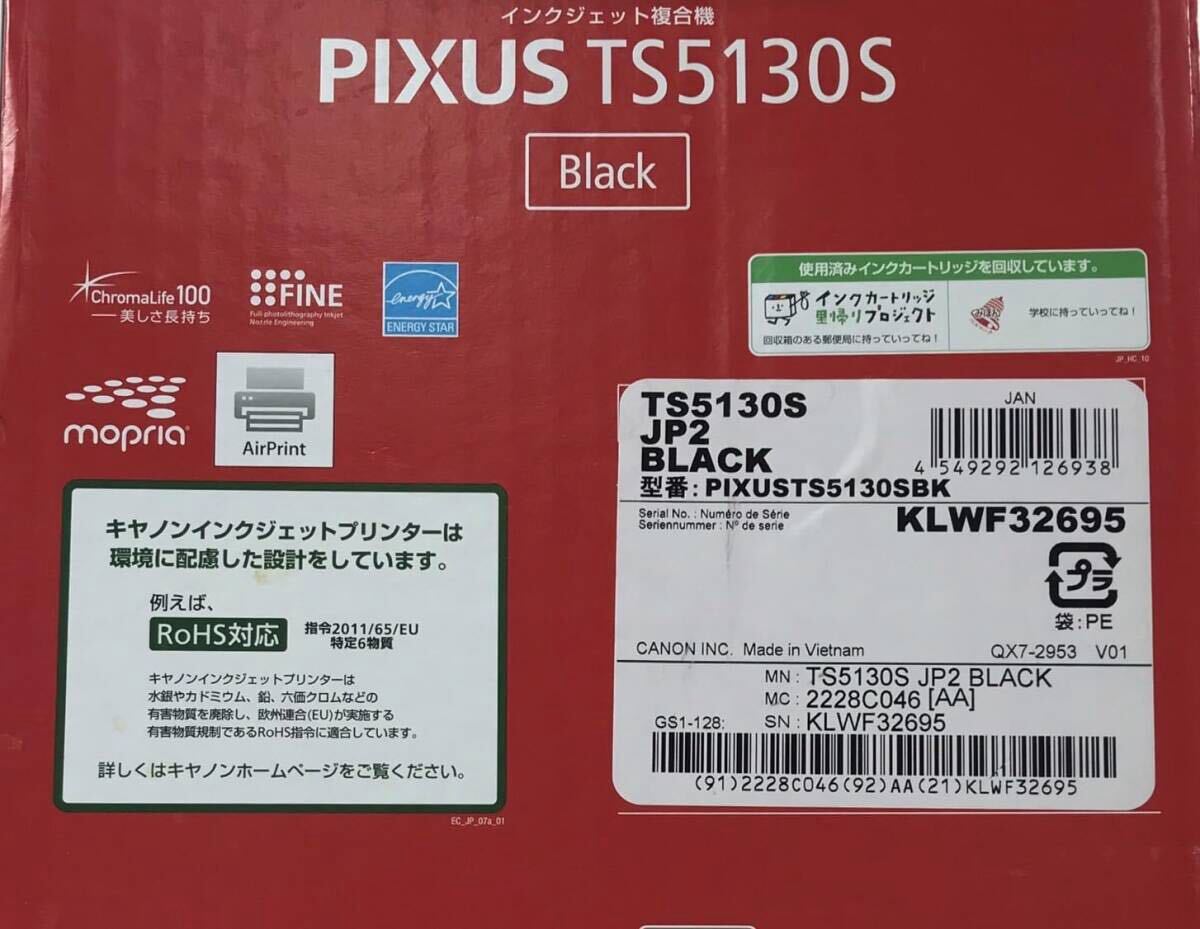 インクジェット複合機
PIXUS TS5130S
Black
ChromaLife100
美しさ長持ち
FINE
Full-photolithography Inkjet
Nozzle Engineering
energy
ENERGY STAR
mopria
AirPrint
使用済みインクカートリッジを回収しています。
インクカートリッジ
里帰りプロジェクト
回収箱のある郵便局に持っていってね!
学校に持っていってね!
JP_HC_10
キヤノンインクジェットプリンターは
環境に配慮した設計をしています。
例えば、
RoHS対応
指令2011/65/EU
特定6物質
キヤノンインクジェットプリンターは
水銀やカドミウム、鉛、六価クロムなどの
有害物質を廃除し、欧州連合(EU)が実施する
有害物質規制であるRoHS指令に適合しています。
詳しくはキヤノンホームページをご覧ください。
EC_JP_07a_01
TS5130S
JP2
BLACK
JAN
4 549292 126938
型番:PIXUSTS5130SBK
Serial No. : Numéro de Série
Seriennummer : Nº de serie
KLWF32695
プラ
袋:PE
CANON INC. Made in Vietnam
QX7-2953 V01
MN : TS5130S JP2 BLACK
MC : 2228C046 [AA]
GS1-128: SN : KLWF32695
(91)2228C046(92)AA(21)KLWF32695